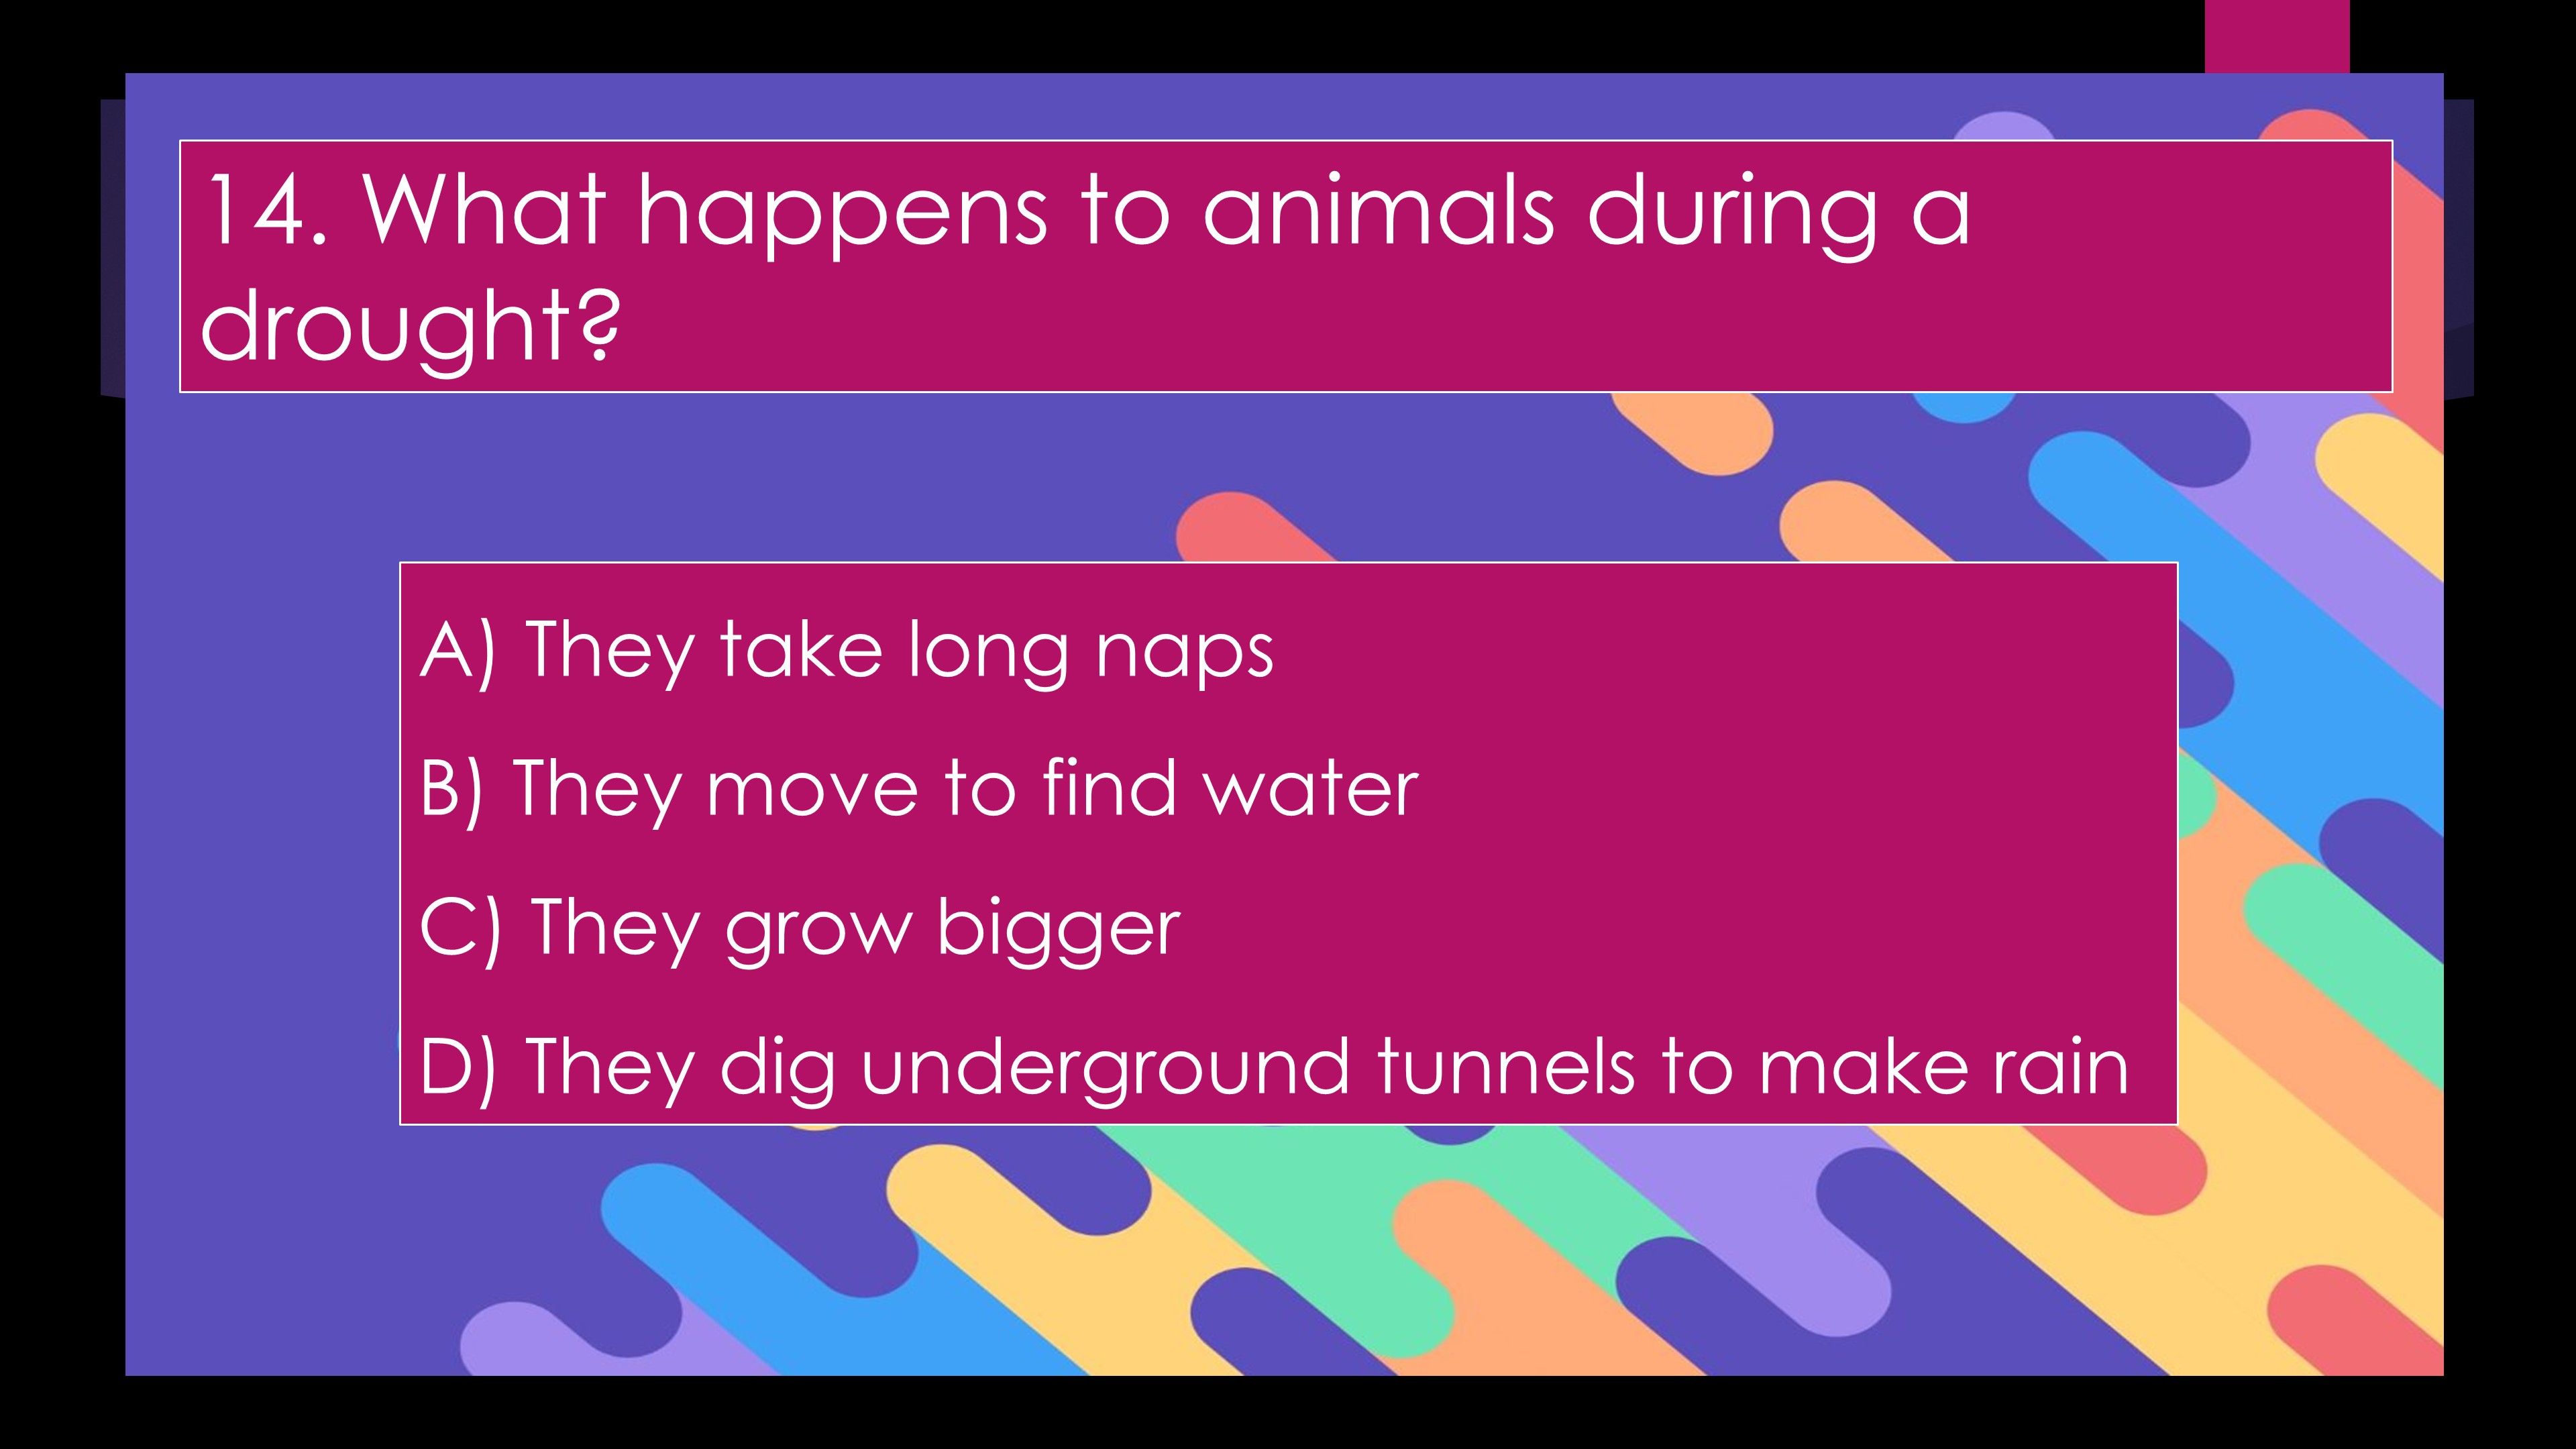 14. What happens to animals during a
drought?
A) They take long naps
B) They move to find water
C) They grow bigger
D) They dig underground tunnels to make rain